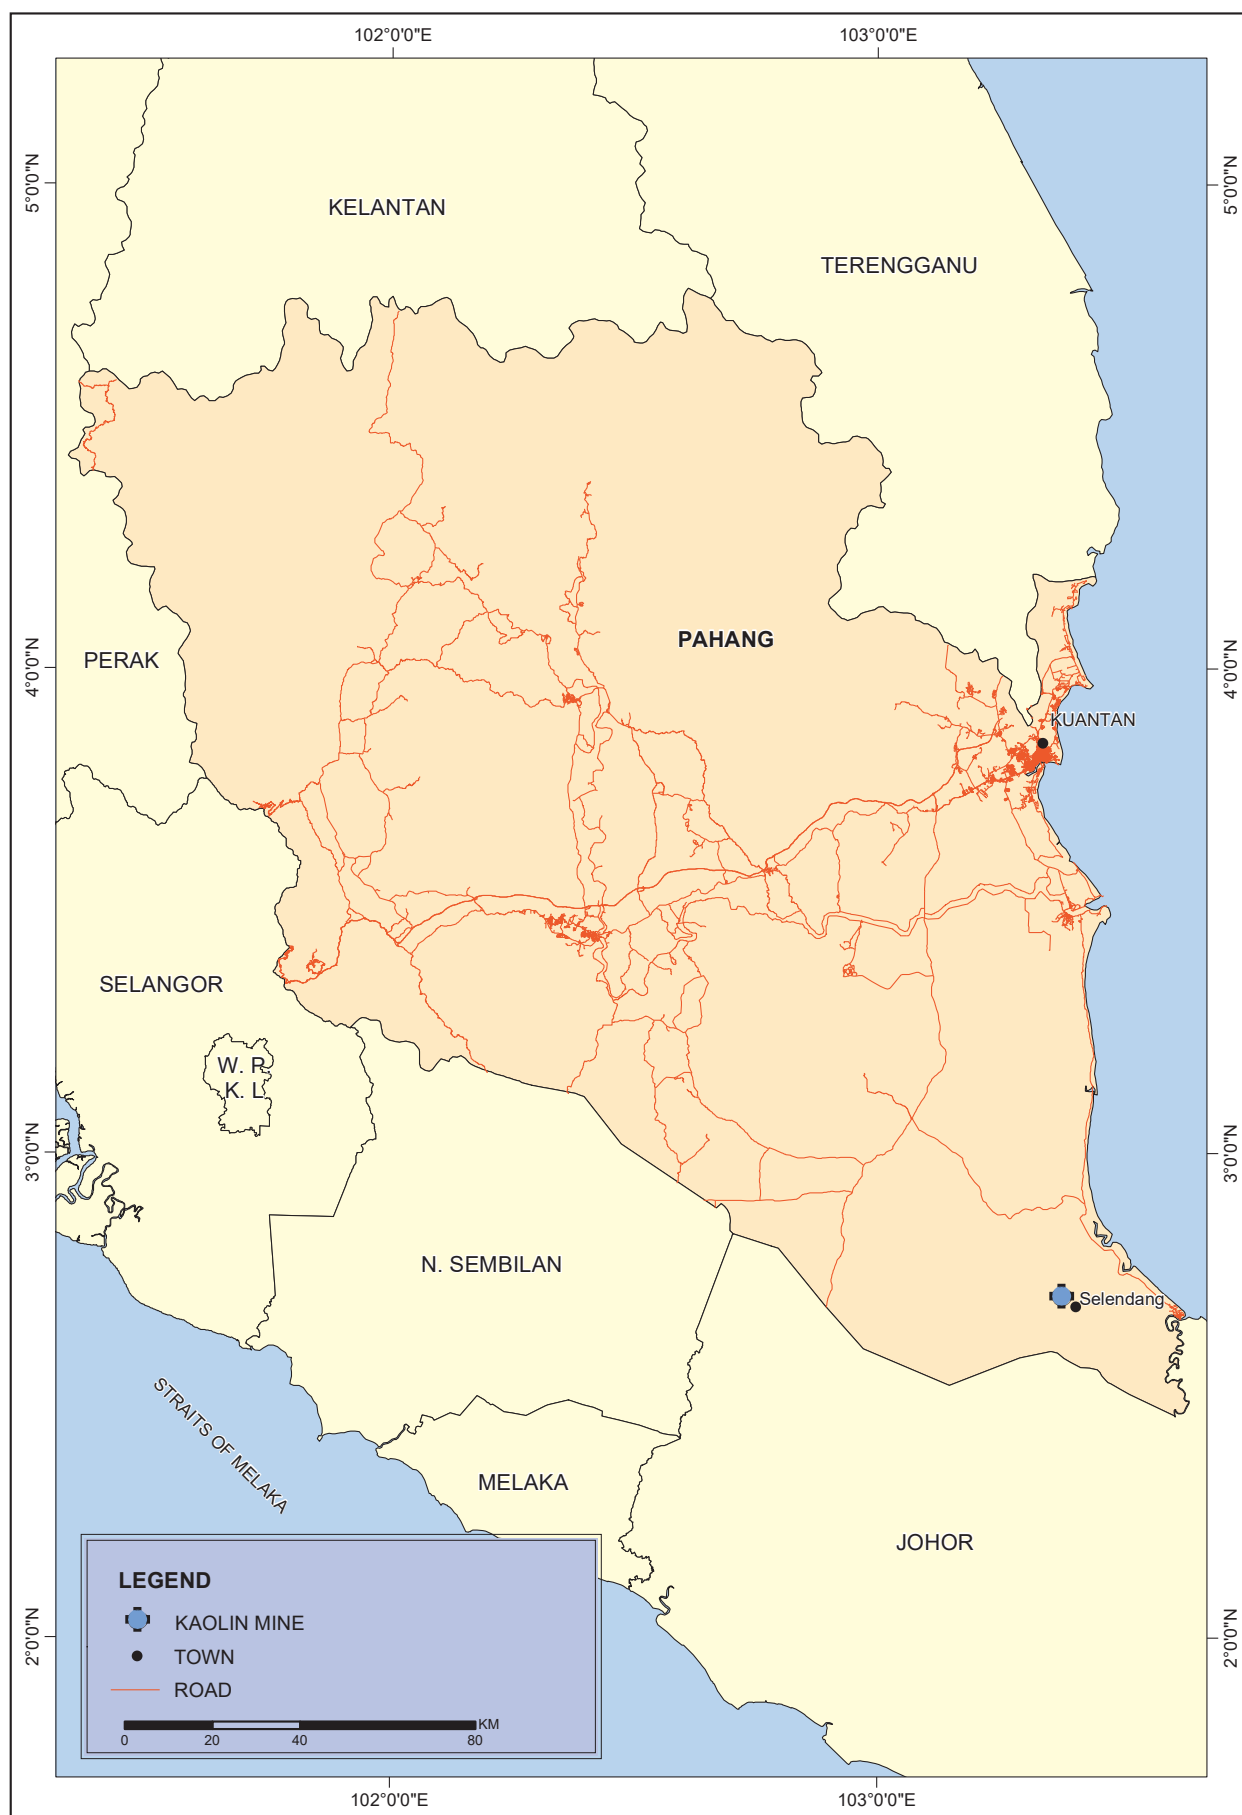 102°0'0"E
103°0'0"E
5°0'0"N
5°0'0"N
KELANTAN
TERENGGANU
PAHANG
PERAK
4°0'0"N
4°0'0"N
KUANTAN
SELANGOR
W. P.
K. L
3°0'0"N
3°0'0"N
N. SEMBILAN
Selendang
STRAITS OF MELAKA
MELAKA
JOHOR
LEGEND
KAOLIN MINE
TOWN
ROAD
KM
0 20 40 80
2°0'0"N
2°0'0"N
102°0'0"E
103°0'0"E